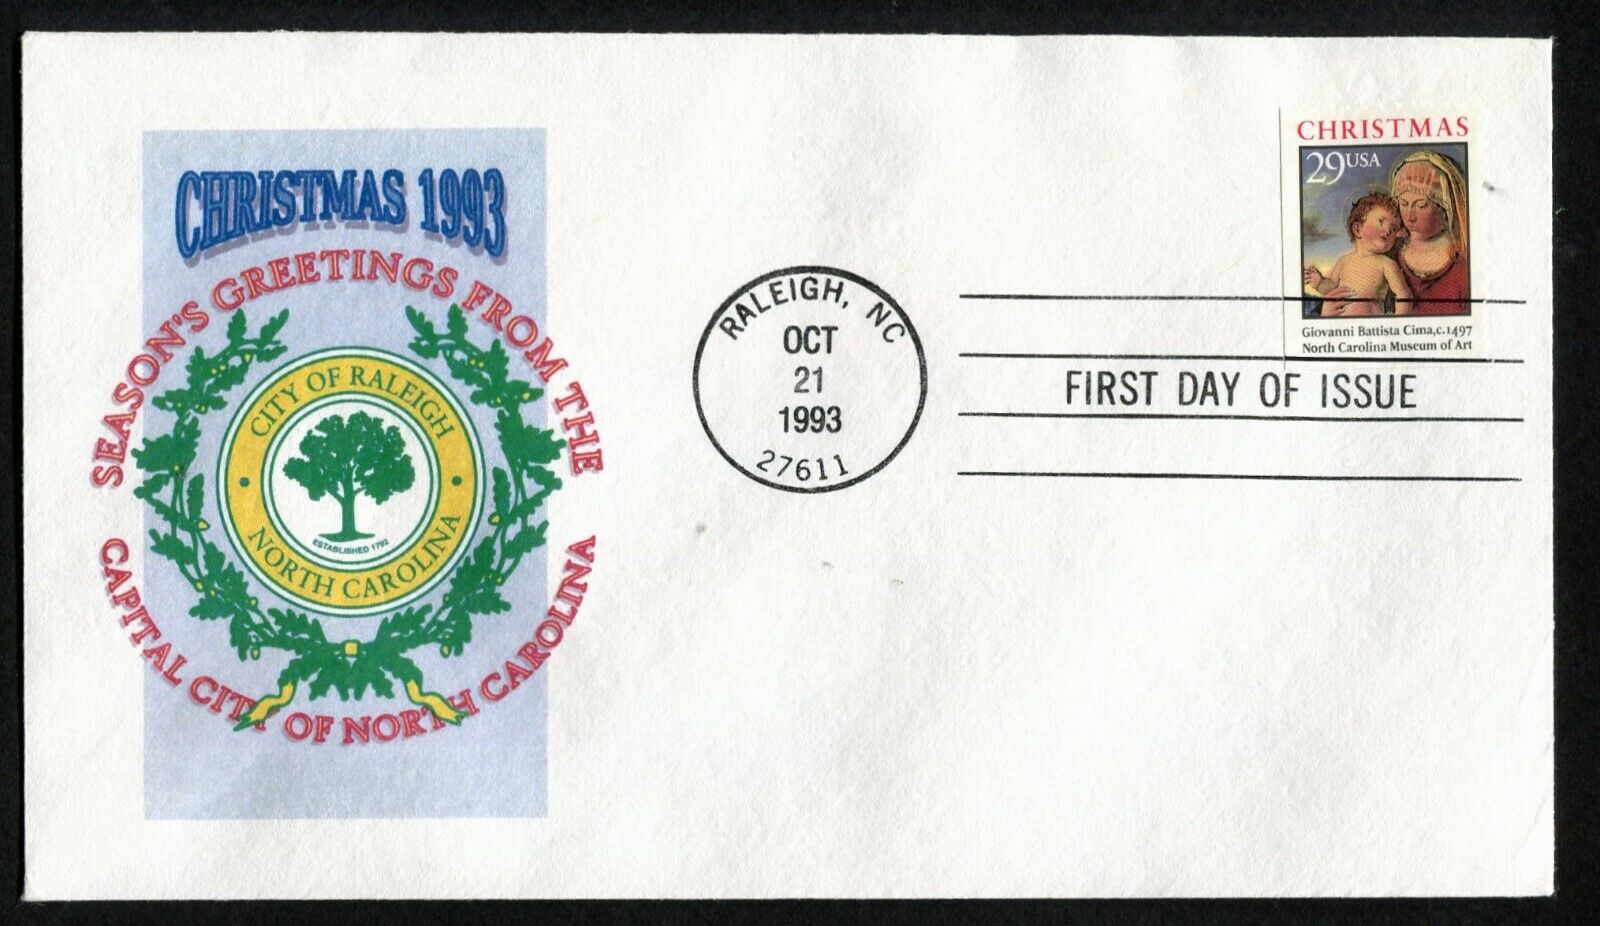 CHRISTMAS 1993
SEASON'S GREETINGS FROM THE
CAPITAL CITY OF NORTH CAROLINA
CITY OF RALEIGH
NORTH CAROLINA
ESTABLISHED 1792
RALEIGH, NC
OCT
21
1993
27611
CHRISTMAS
29USA
Giovanni Battista Cima,c.1497
North Carolina Museum of Art
FIRST DAY OF ISSUE